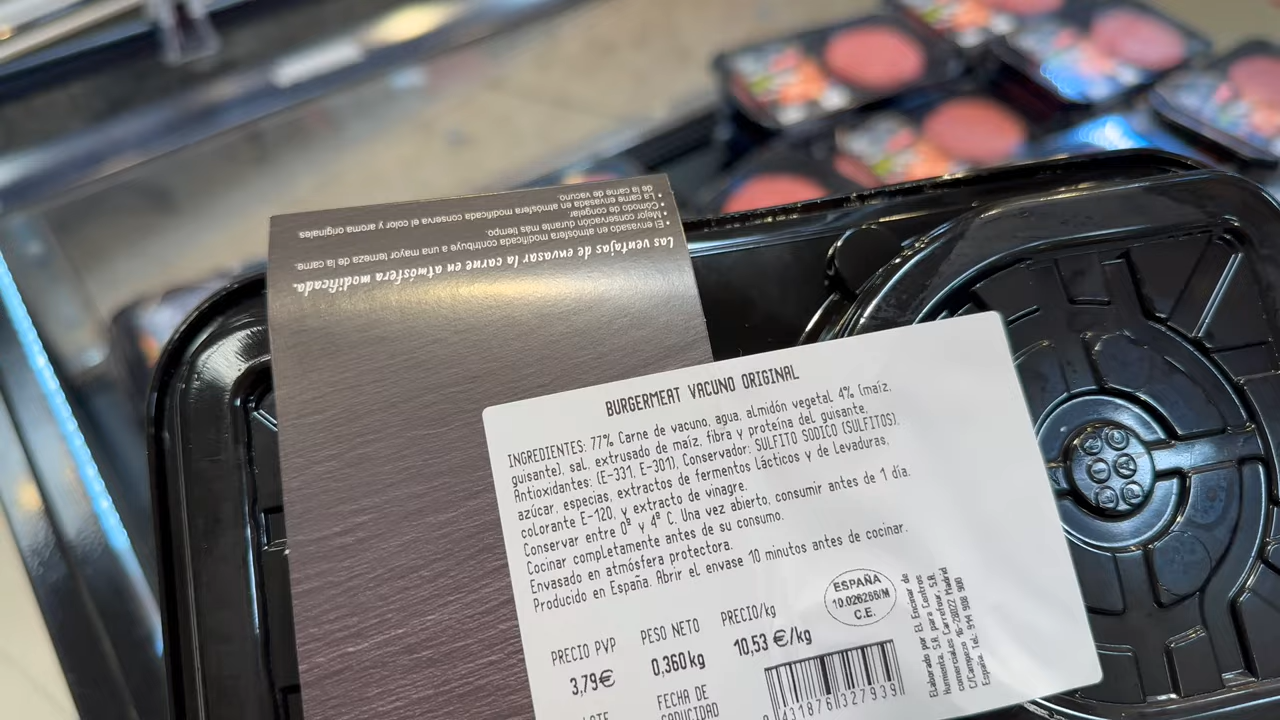 Las ventajas de envasar la carne en atmósfera modificada.
• El envasado en atmósfera modificada contribuye a una mayor terneza de la carne.
• Mejor conservación durante más tiempo.
Cómodo de congelar.
• La carne envasada en atmósfera modificada conserva el color y aroma originales
de la carne de vacuno.
BURGERMEAT VACUNO ORIGINAL
INGREDIENTES: 77% Carne de vacuno, agua, almidón vegetal 4% (maíz,
guisante), sal, extrusado de maíz, fibra y proteína del guisante,
Antioxidantes: (E-331, E-301), Conservador: SULFITO SODICO (SULFITOS),
azúcar, especias, extractos de fermentos lácticos y de levaduras,
colorante E-120, y extracto de vinagre.
Conservar entre 0º y 4º C. Una vez abierto, consumir antes de 1 día.
Cocinar completamente antes de su consumo.
Envasado en atmósfera protectora.
Producido en España. Abrir el envase 10 minutos antes de cocinar.
PRECIO PVP
3,79€
PESO NETO
0,360kg
PRECIO/kg
10,53 €/kg
ESPAÑA
10.026265/M
C.E.
Elaborado por El Encinar de
Humienta, S.A. para Centros
comerciales Carrefour, S.A.
C/Campezo 16-28022 Madrid
España Tel: 914 908 900
LOTE
FECHA DE
CADUCIDAD
431876 327939